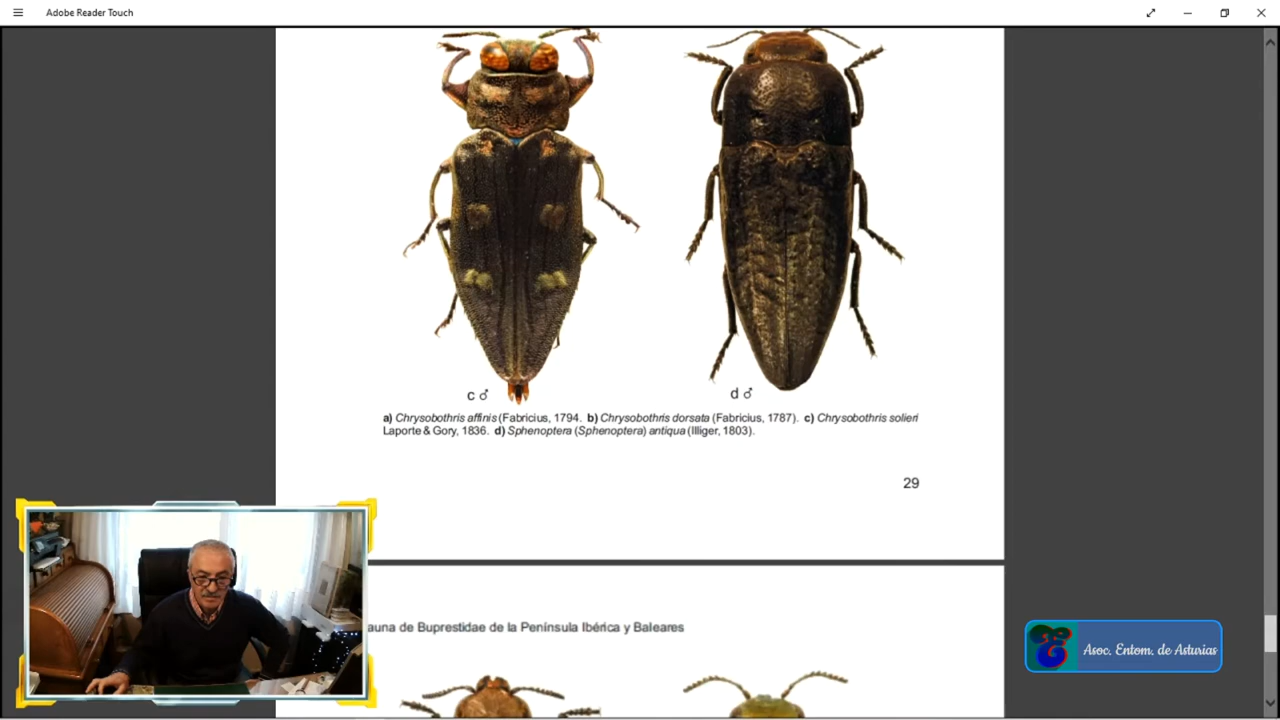 Adobe Reader Touch
c ♂
d ♂
a) Chrysobothris affinis (Fabricius, 1794. b) Chrysobothris dorsata (Fabricius, 1787). c) Chrysobothris solieri
Laporte & Gory, 1836. d) Sphenoptera (Sphenoptera) antiqua (Illiger, 1803).
29
auna de Buprestidae de la Península Ibérica y Baleares
Asoc. Entom. de Asturias